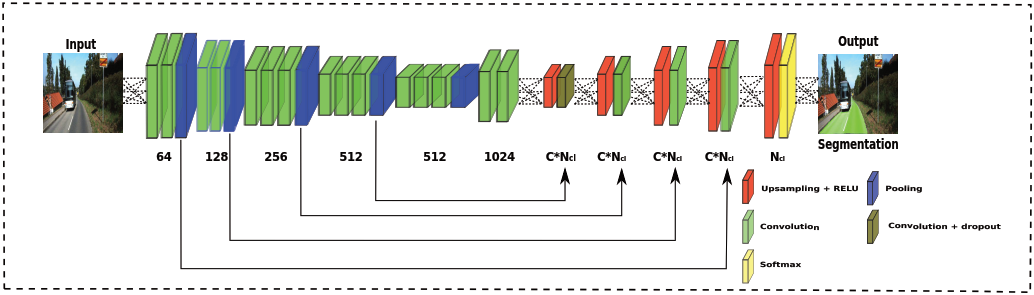 Input
Output
Segmentation
64 128 256 512 512 1024 C*Ncl C*Ncl C*Ncl C*Ncl Ncl
Upsampling + RELU
Pooling
Convolution
Convolution + dropout
Softmax